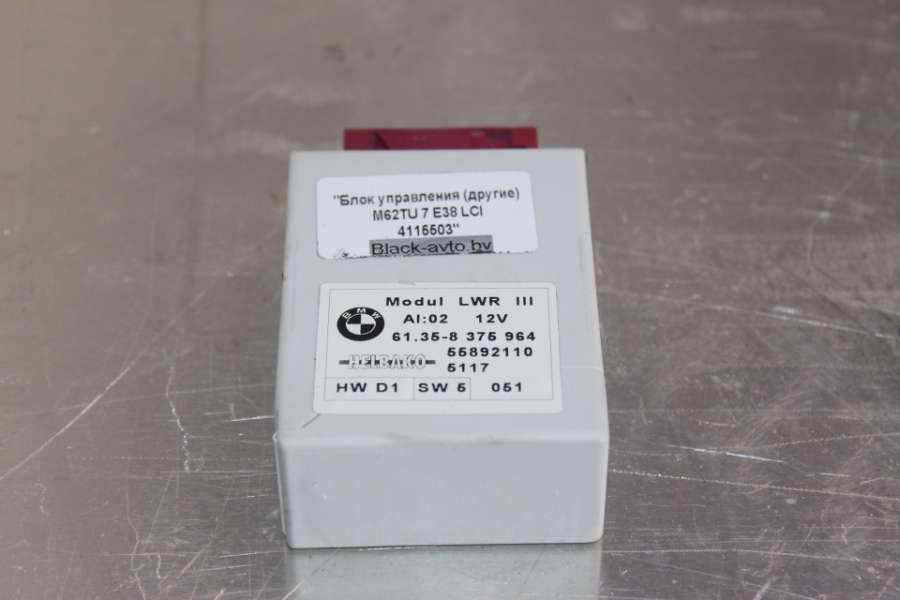 "Блок управления (другие)
M62TU 7 E38 LCI
4115503"
Black-avto.by
BMW
Modul LWR III
AI:02 12V
61.35-8 375 964
HELBAKO 55892110
5117
HW D1 SW 5 051